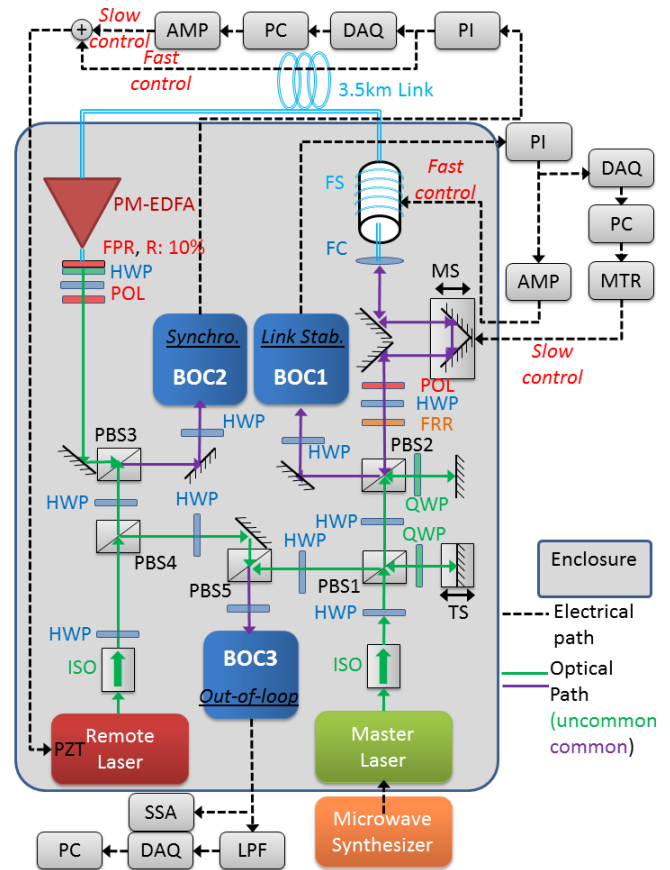 Slow
control
AMP
PC
DAQ
PI
+
Fast
control
3.5km Link
PI
DAQ
PC
MTR
AMP
Fast
control
Slow
control
FS
FC
MS
PM-EDFA
FPR, R: 10%
HWP
POL
Synchro.
BOC2
Link Stab.
BOC1
POL
HWP
FRR
HWP
HWP
PBS3
PBS2
QWP
HWP
HWP
HWP
HWP
QWP
PBS4
PBS5
PBS1
TS
HWP
HWP
ISO
ISO
BOC3
Out-of-loop
PZT
Remote
Laser
Master
Laser
Microwave
Synthesizer
SSA
PC
DAQ
LPF
Enclosure
Electrical
path
Optical
Path
(uncommon
common)